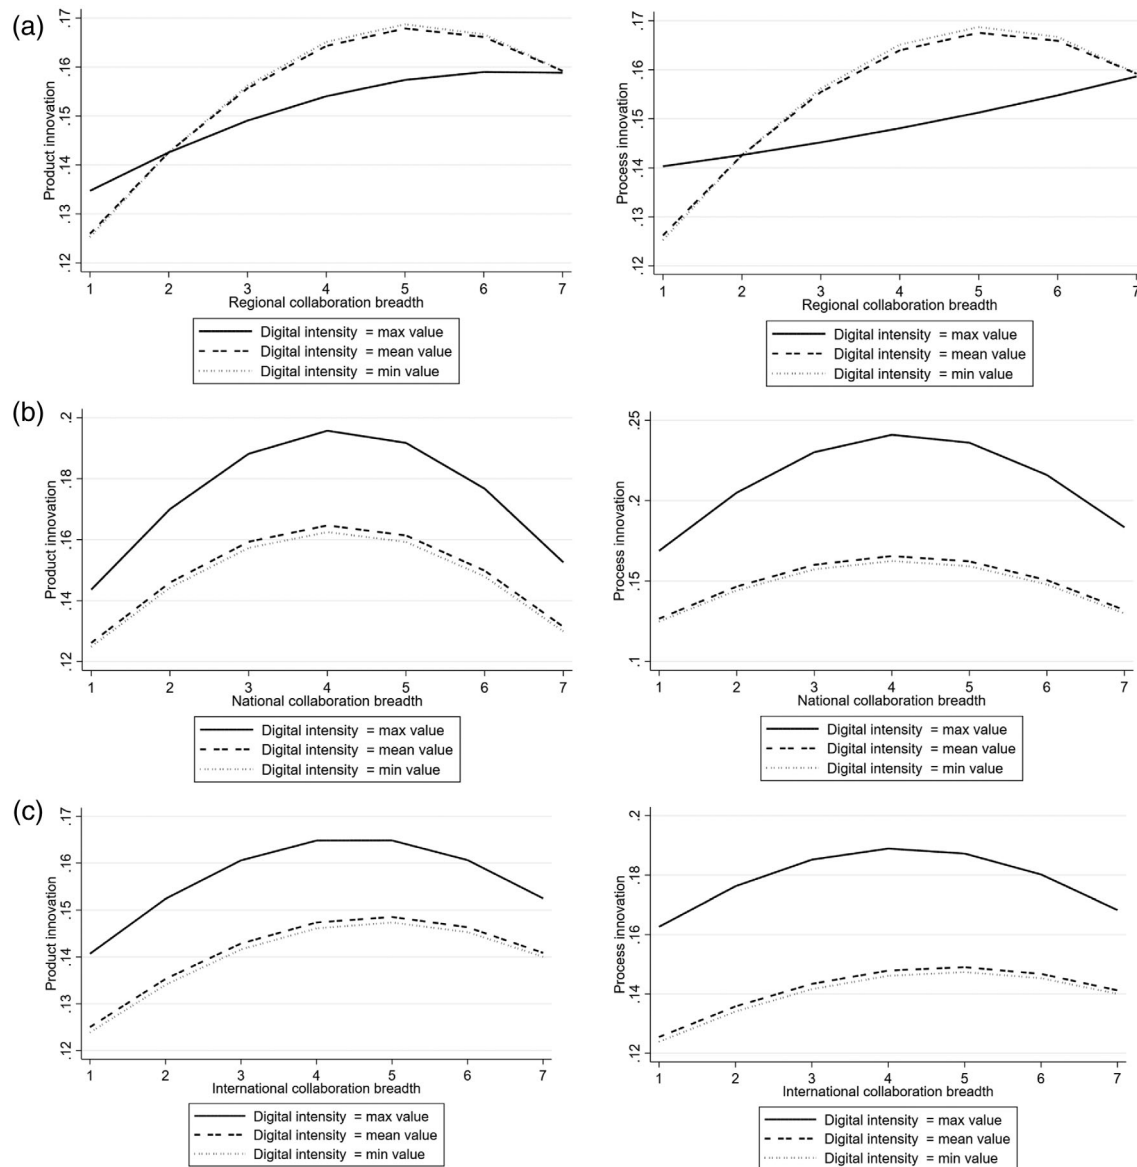 (a)
Product innovation
.17
.16
.15
.14
.13
.12
1 2 3 4 5 6 7
Regional collaboration breadth
Digital intensity = max value
Digital intensity = mean value
Digital intensity = min value
Process innovation
.17
.16
.15
.14
.13
.12
1 2 3 4 5 6 7
Regional collaboration breadth
Digital intensity = max value
Digital intensity = mean value
Digital intensity = min value
(b)
Product innovation
.2
.18
.16
.14
.12
1 2 3 4 5 6 7
National collaboration breadth
Digital intensity = max value
Digital intensity = mean value
Digital intensity = min value
Process innovation
.25
.2
.15
.1
1 2 3 4 5 6 7
National collaboration breadth
Digital intensity = max value
Digital intensity = mean value
Digital intensity = min value
(c)
Product innovation
.17
.16
.15
.14
.13
.12
1 2 3 4 5 6 7
International collaboration breadth
Digital intensity = max value
Digital intensity = mean value
Digital intensity = min value
Process innovation
.2
.18
.16
.14
.12
1 2 3 4 5 6 7
International collaboration breadth
Digital intensity = max value
Digital intensity = mean value
Digital intensity = min value